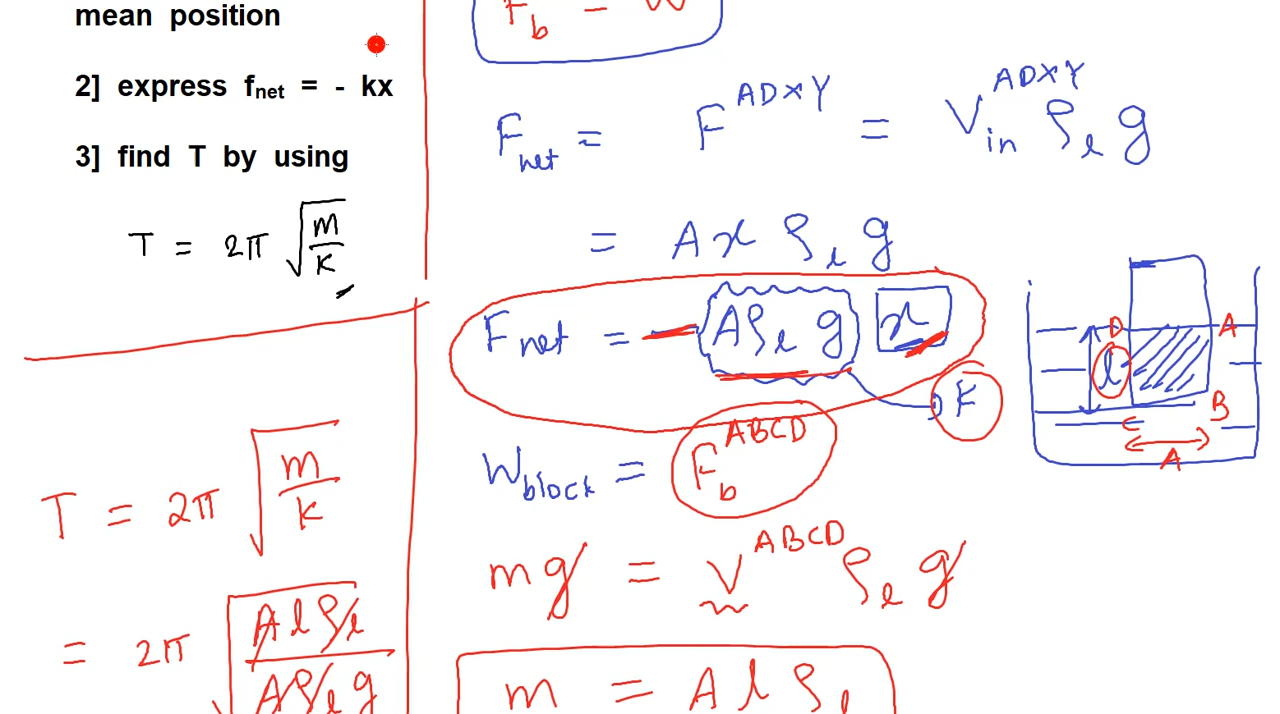 mean position
2] express fnet = - kx
3] find T by using
T = 2π √(m/k)
T = 2π √(m/k)
= 2π √(A l ρl / A ρl g)
Fb - W
Fnet = F^ADXY = Vin^ADXY ρl g
= A x ρl g
Fnet = - (A ρl g) x
K
Wblock = Fb^ABCD
mg = V^ABCD ρl g
m = A l ρl
D A
l
B
C
A